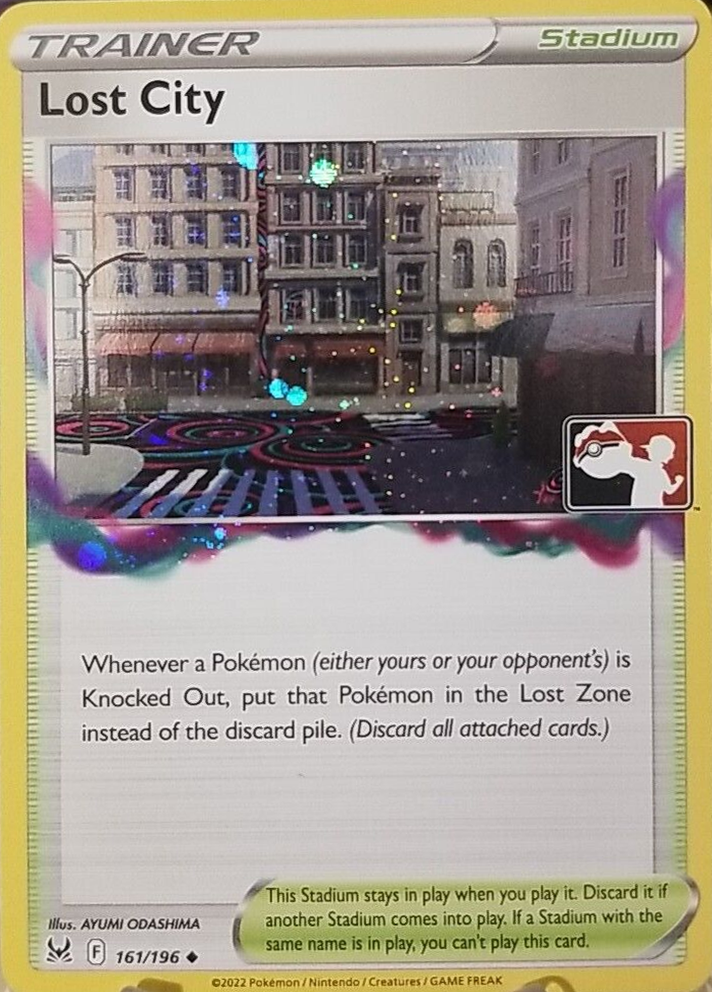 TRAINER Stadium
Lost City
Whenever a Pokémon (either yours or your opponent's) is
Knocked Out, put that Pokémon in the Lost Zone
instead of the discard pile. (Discard all attached cards.)
This Stadium stays in play when you play it. Discard it if
another Stadium comes into play. If a Stadium with the
same name is in play, you can't play this card.
Illus. AYUMI ODASHIMA
F 161/196 ◆
©2022 Pokémon / Nintendo / Creatures / GAME FREAK